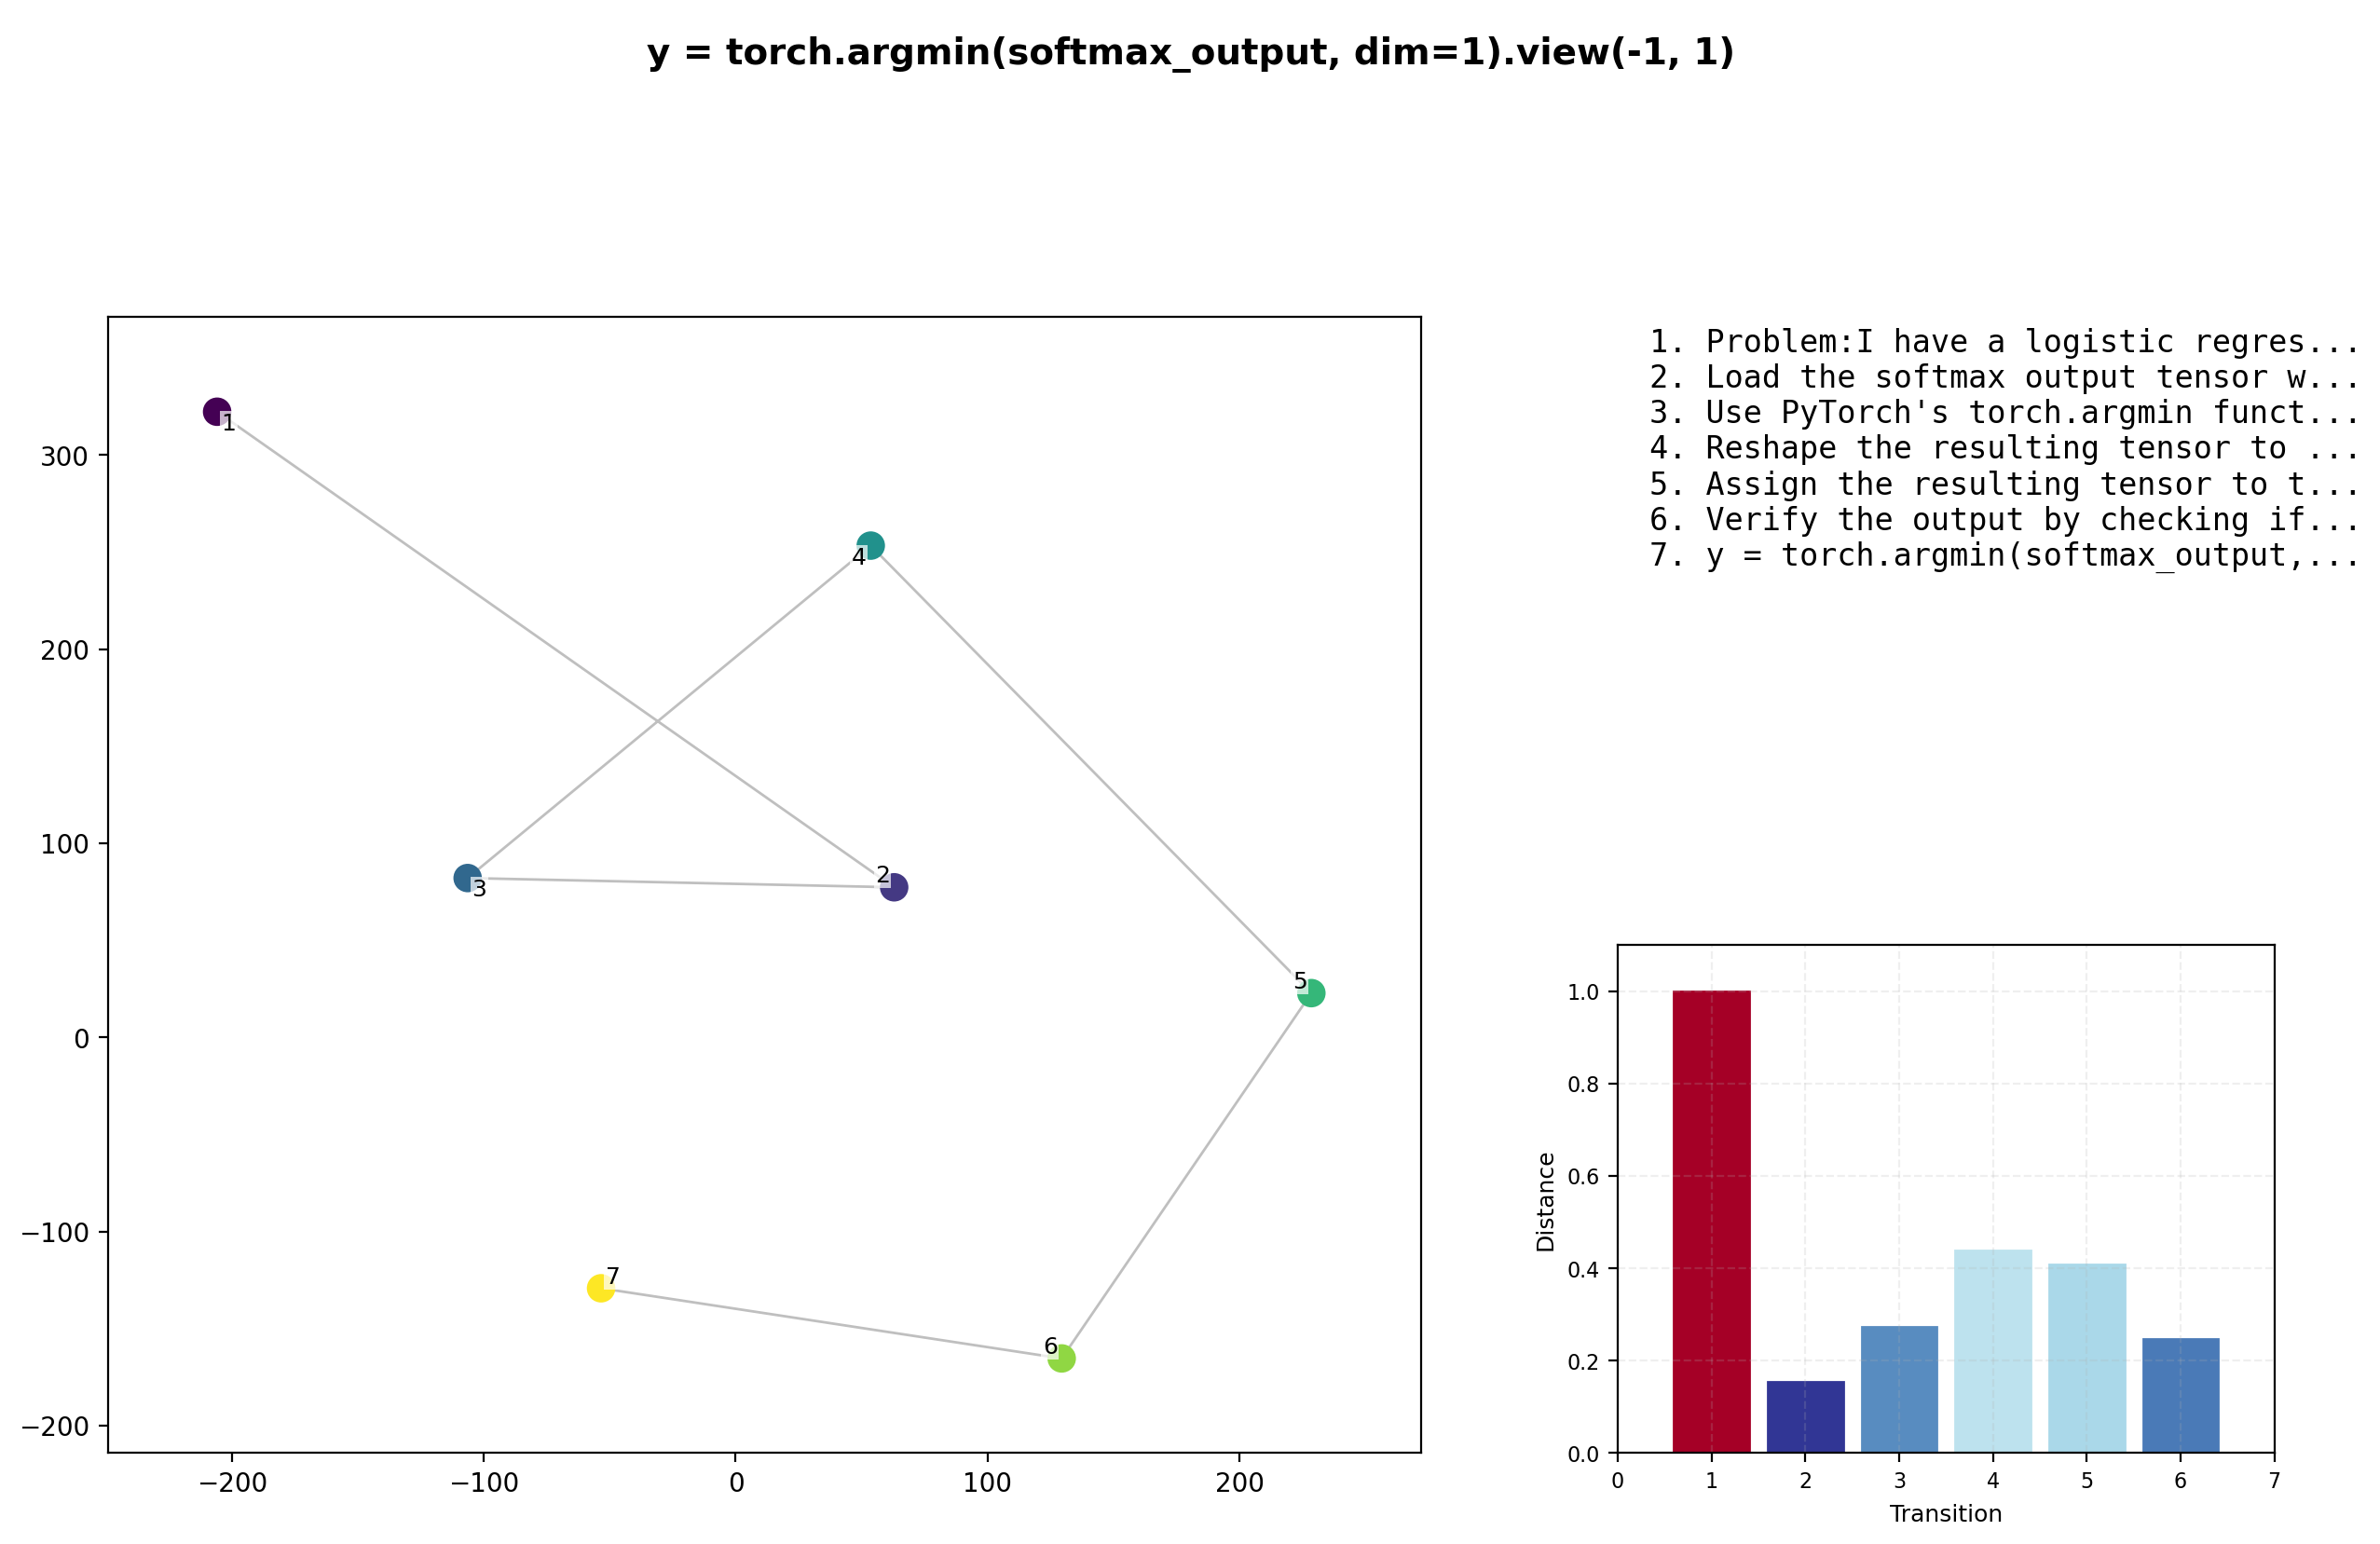 y = torch.argmin(softmax_output, dim=1).view(-1, 1)
1. Problem:I have a logistic regres...
2. Load the softmax output tensor w...
3. Use PyTorch's torch.argmin funct...
4. Reshape the resulting tensor to ...
5. Assign the resulting tensor to t...
6. Verify the output by checking if...
7. y = torch.argmin(softmax_output,...
300
200
100
0
−100
−200
−200 −100 0 100 200
1
4
2
3
5
7
6
1.0
0.8
0.6
0.4
0.2
0.0
Distance
0 1 2 3 4 5 6 7
Transition